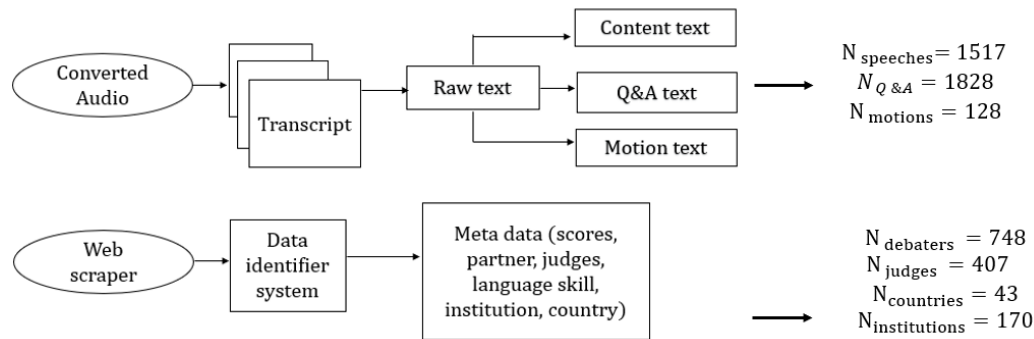 Converted
Audio
Transcript
Raw text
Content text
Q&A text
Motion text
N speeches = 1517
N Q &A = 1828
N motions = 128
Web
scraper
Data
identifier
system
Meta data (scores,
partner, judges,
language skill,
institution, country)
N debaters = 748
N judges = 407
N countries = 43
N institutions = 170